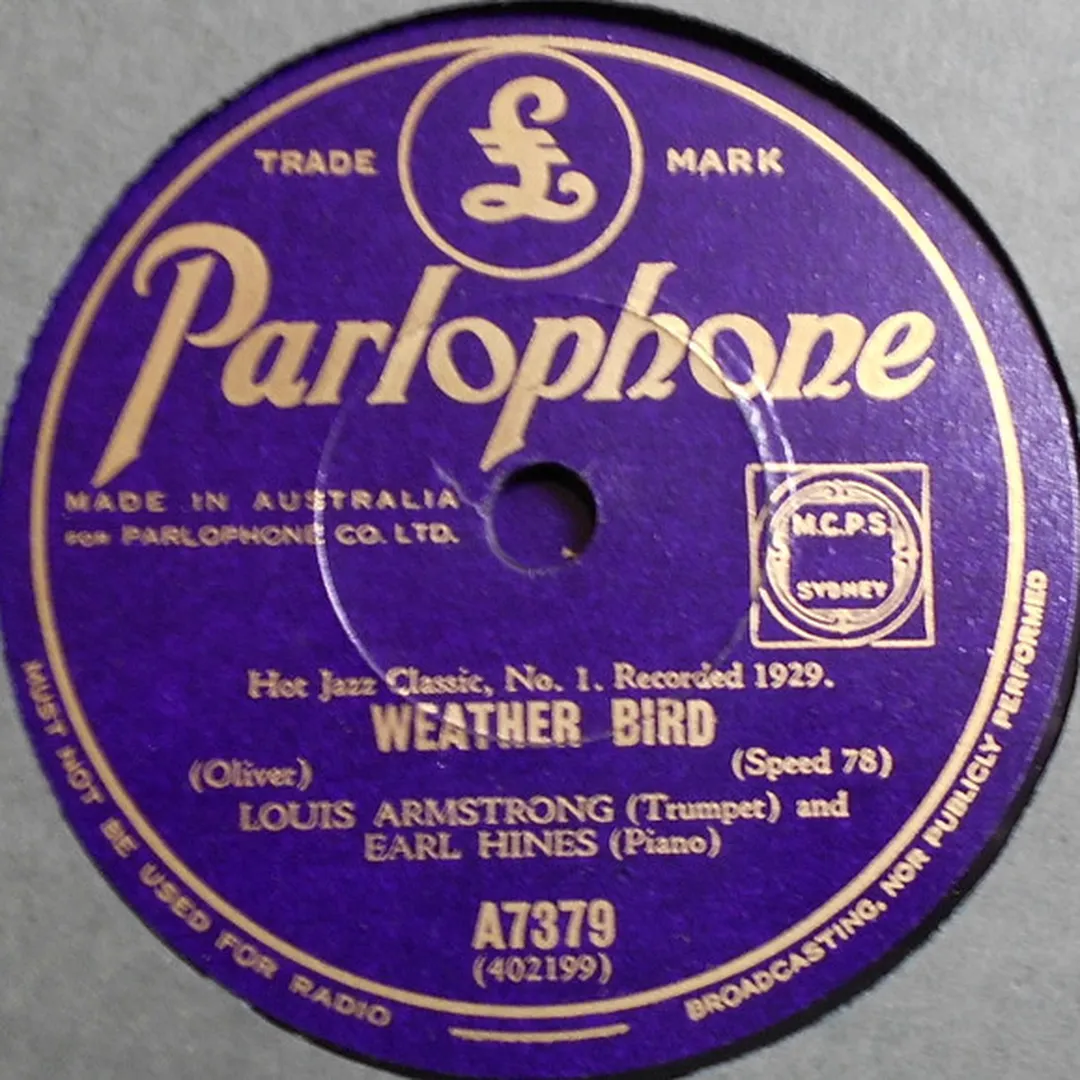 £
TRADE MARK
Parlophone
MADE IN AUSTRALIA
FOR PARLOPHONE CO. LTD.
M.C.P.S.
SYDNEY
Hot Jazz Classic, No. 1. Recorded 1929.
WEATHER BIRD
(Oliver) (Speed 78)
LOUIS ARMSTRONG (Trumpet) and
EARL HINES (Piano)
A7379
(402199)
MUST NOT BE USED FOR RADIO BROADCASTING, NOR PUBLICLY PERFORMED